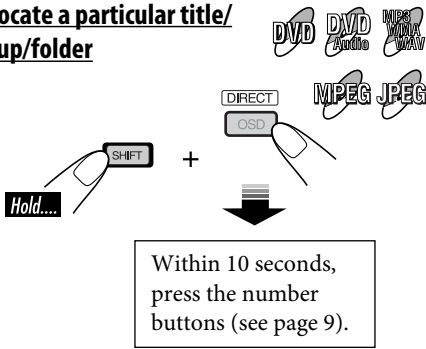 ocate a particular title/
up/folder
DVD
DVD
Audio
MP3
WMA
WAV
MPEG
JPEG
DIRECT
OSD
SHIFT
+
Hold....
Within 10 seconds,
press the number
buttons (see page 9).